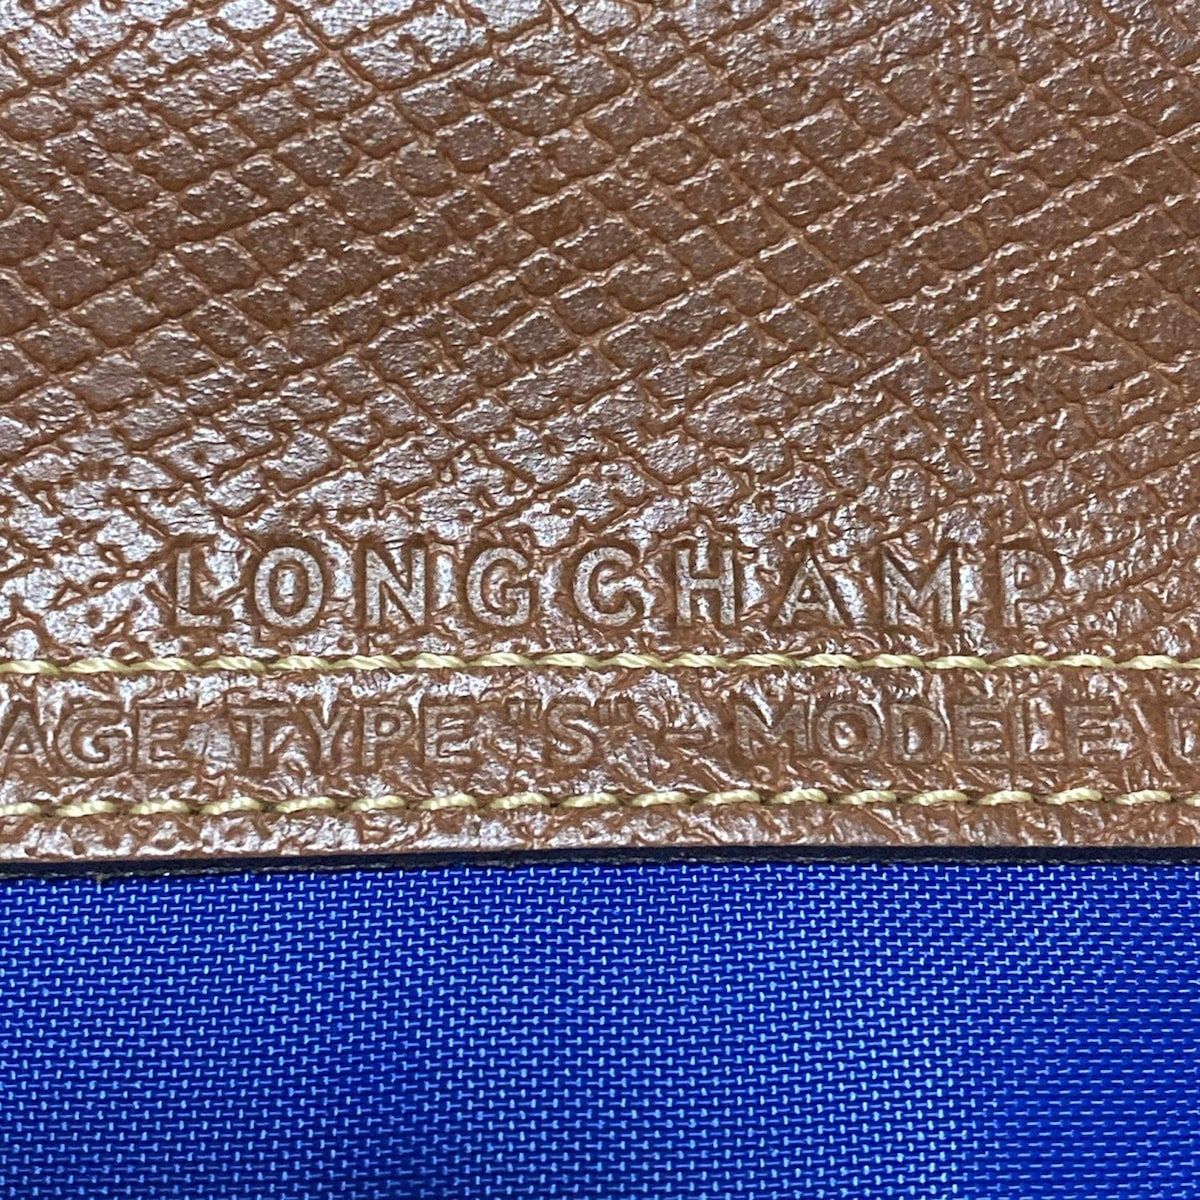 LONGCHAMP
AGE TYPE "S" - MODELE D